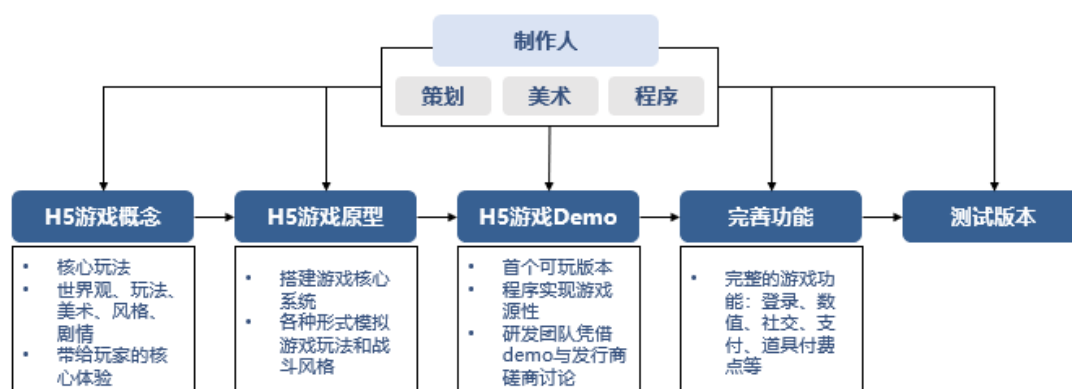 制作人
策划
美术
程序
H5游戏概念
H5游戏原型
H5游戏Demo
完善功能
测试版本
• 核心玩法
• 世界观、玩法、
美术、风格、
剧情
• 带给玩家的核
心体验
• 搭建游戏核心
系统
• 各种形式模拟
游戏玩法和战
斗风格
• 首个可玩版本
• 程序实现游戏
源性
• 研发团队凭借
demo与发行商
磋商讨论
• 完整的游戏功
能：登录、数
值、社交、支
付、道具付费
点等